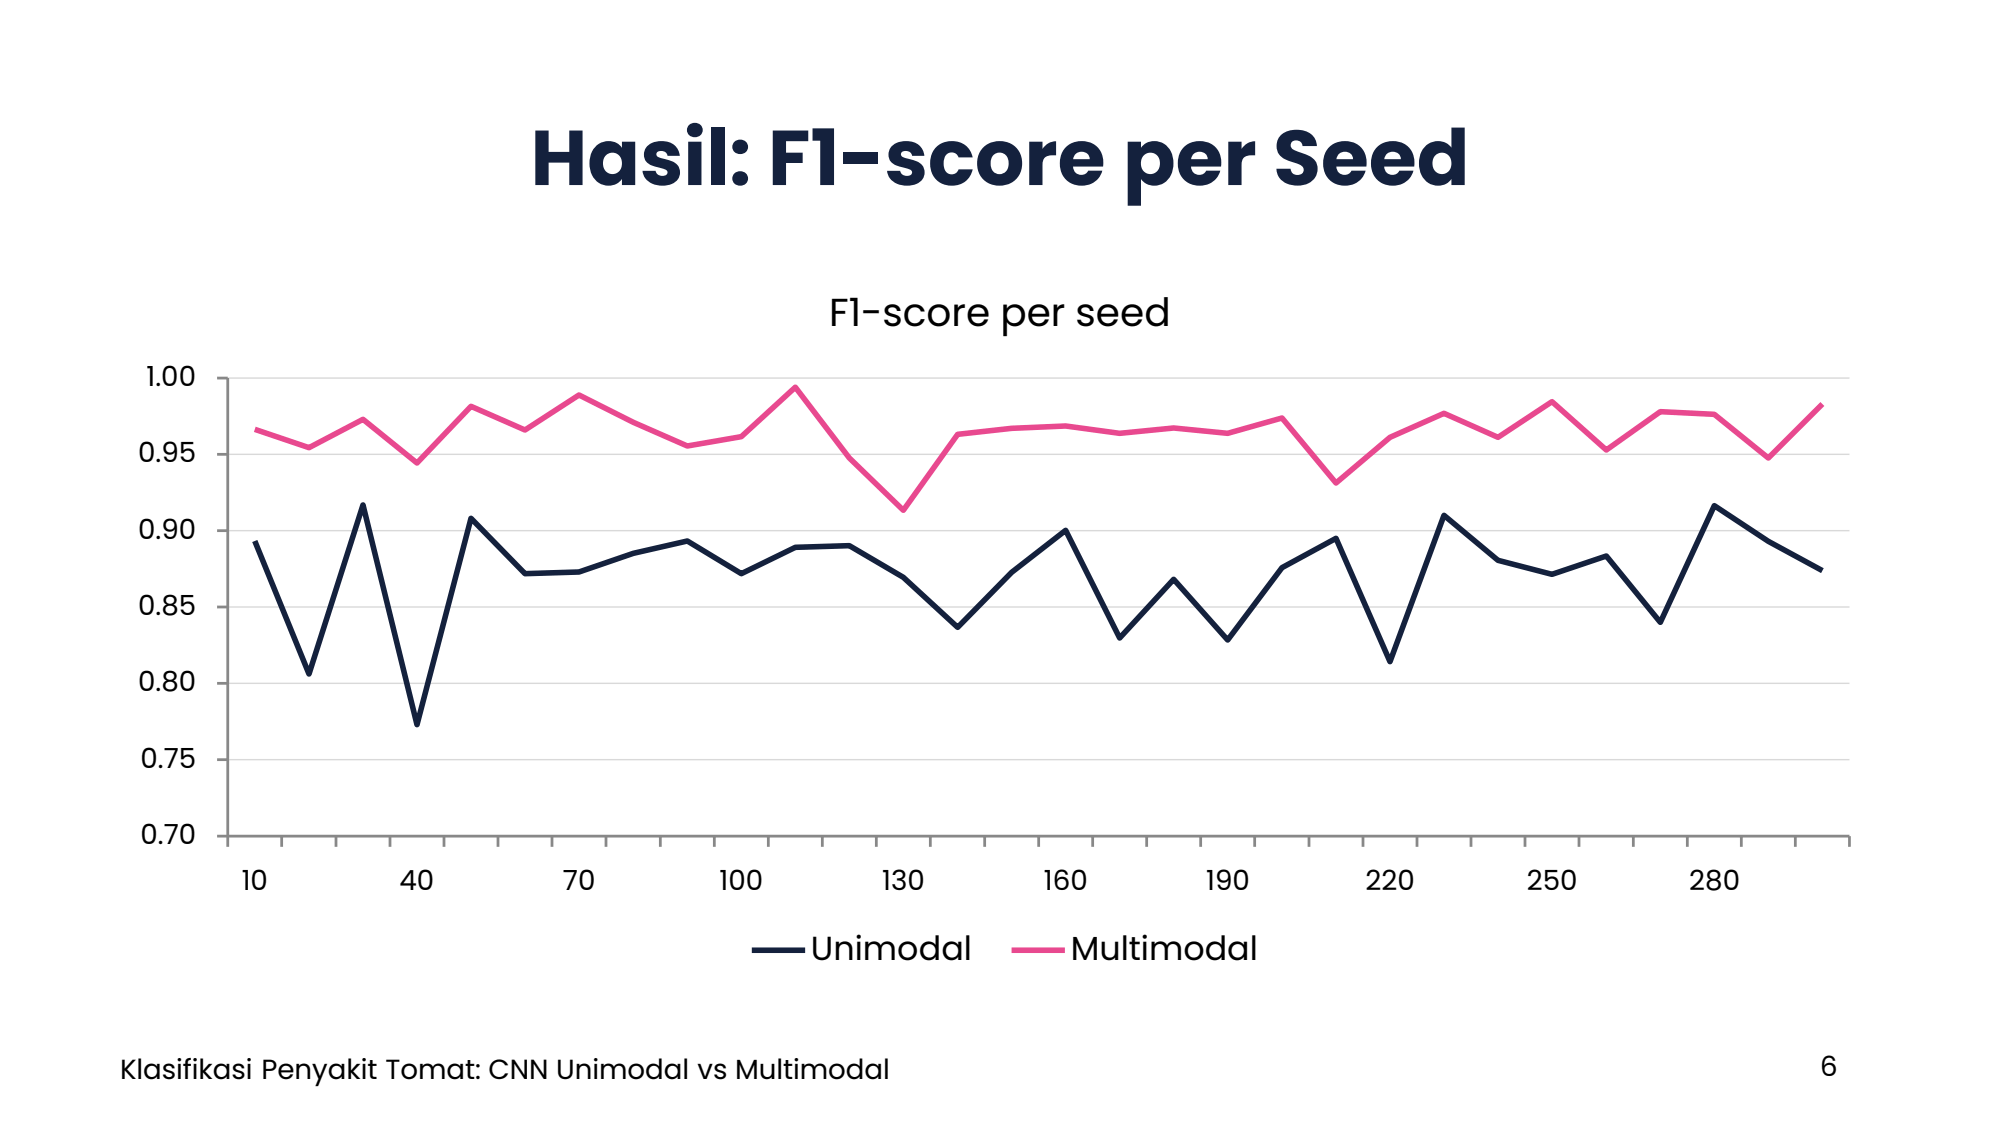 Hasil: F1-score per Seed
F1-score per seed
1.00
0.95
0.90
0.85
0.80
0.75
0.70
10 40 70 100 130 160 190 220 250 280
Unimodal Multimodal
Klasifikasi Penyakit Tomat: CNN Unimodal vs Multimodal 6